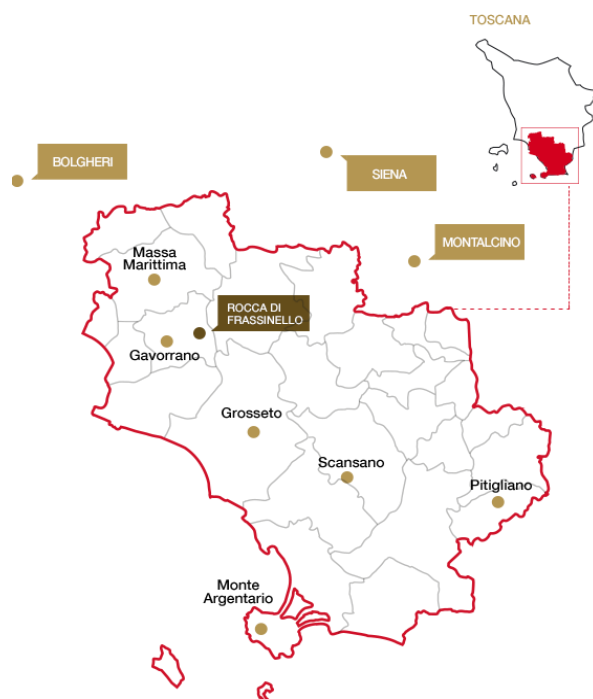 TOSCANA
BOLGHERI
SIENA
MONTALCINO
Massa
Marittima
ROCCA DI
FRASSINELLO
Gavorrano
Grosseto
Scansano
Pitigliano
Monte
Argentario